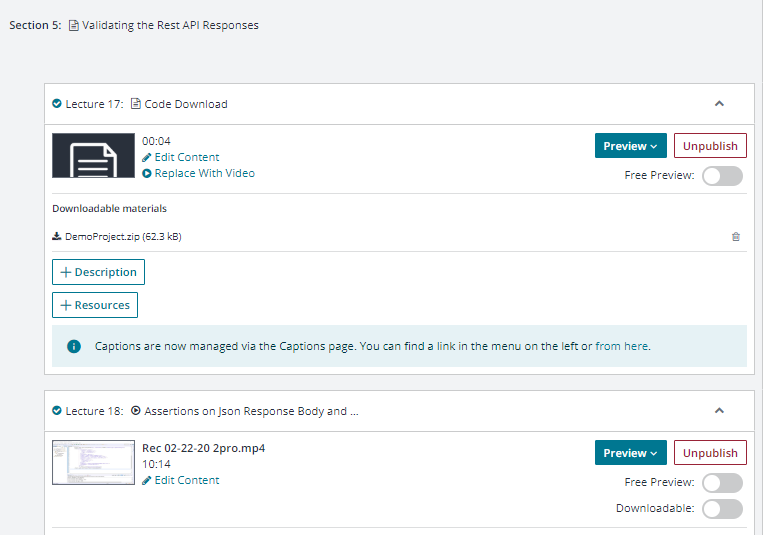 Section 5: Validating the Rest API Responses
Lecture 17: Code Download
00:04
Edit Content
Replace With Video
Preview
Unpublish
Free Preview:
Downloadable materials
DemoProject.zip (62.3 kB)
+ Description
+ Resources
Captions are now managed via the Captions page. You can find a link in the menu on the left or from here.
Lecture 18: Assertions on Json Response Body and ...
Rec 02-22-20 2pro.mp4
10:14
Edit Content
Preview
Unpublish
Free Preview:
Downloadable: